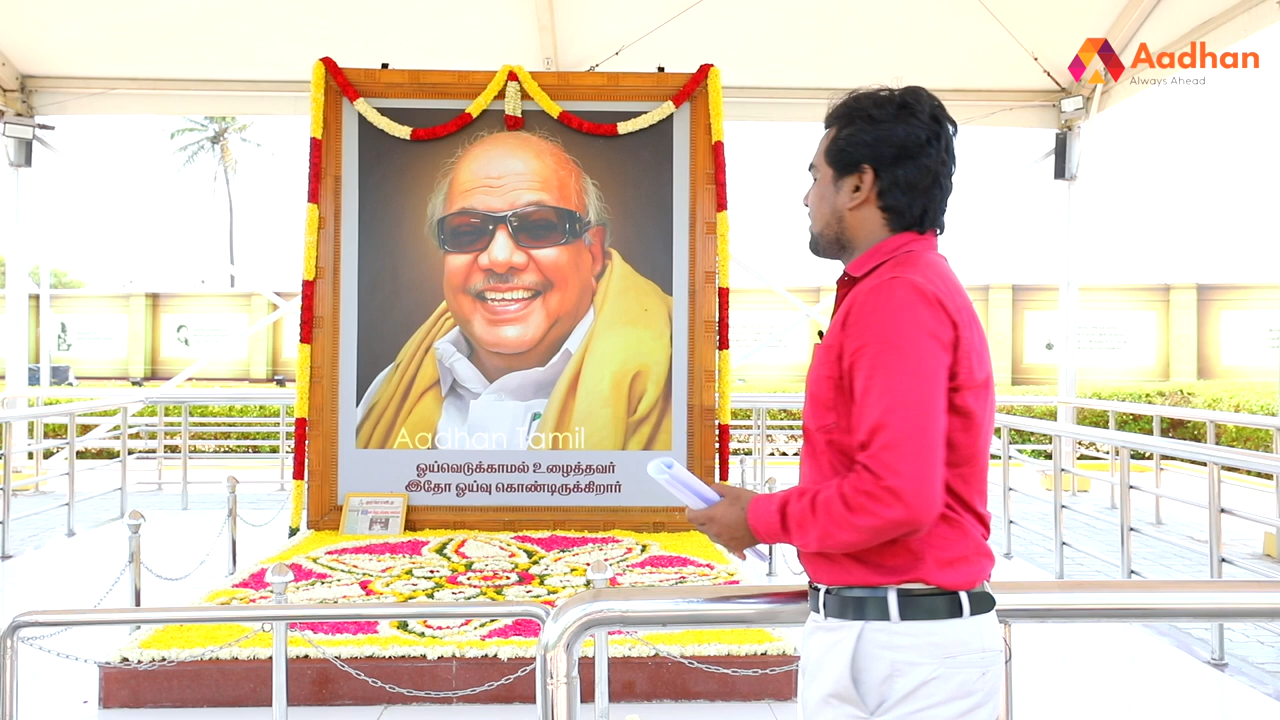 Aadhan
Always Ahead
Aadhan Tamil
ஓய்வெடுக்காமல் உழைத்தவர்
இதோ ஓய்வு கொண்டிருக்கிறார்